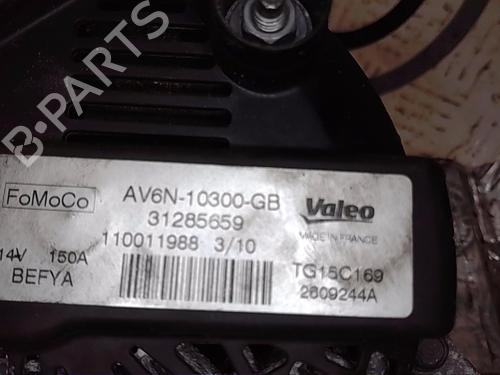 B-PARTS
FoMoCo
AV6N-10300-GB
31285659
110011988 3/10
14V 150A
BEFYA
Valeo
MADE IN FRANCE
TG15C169
2609244A